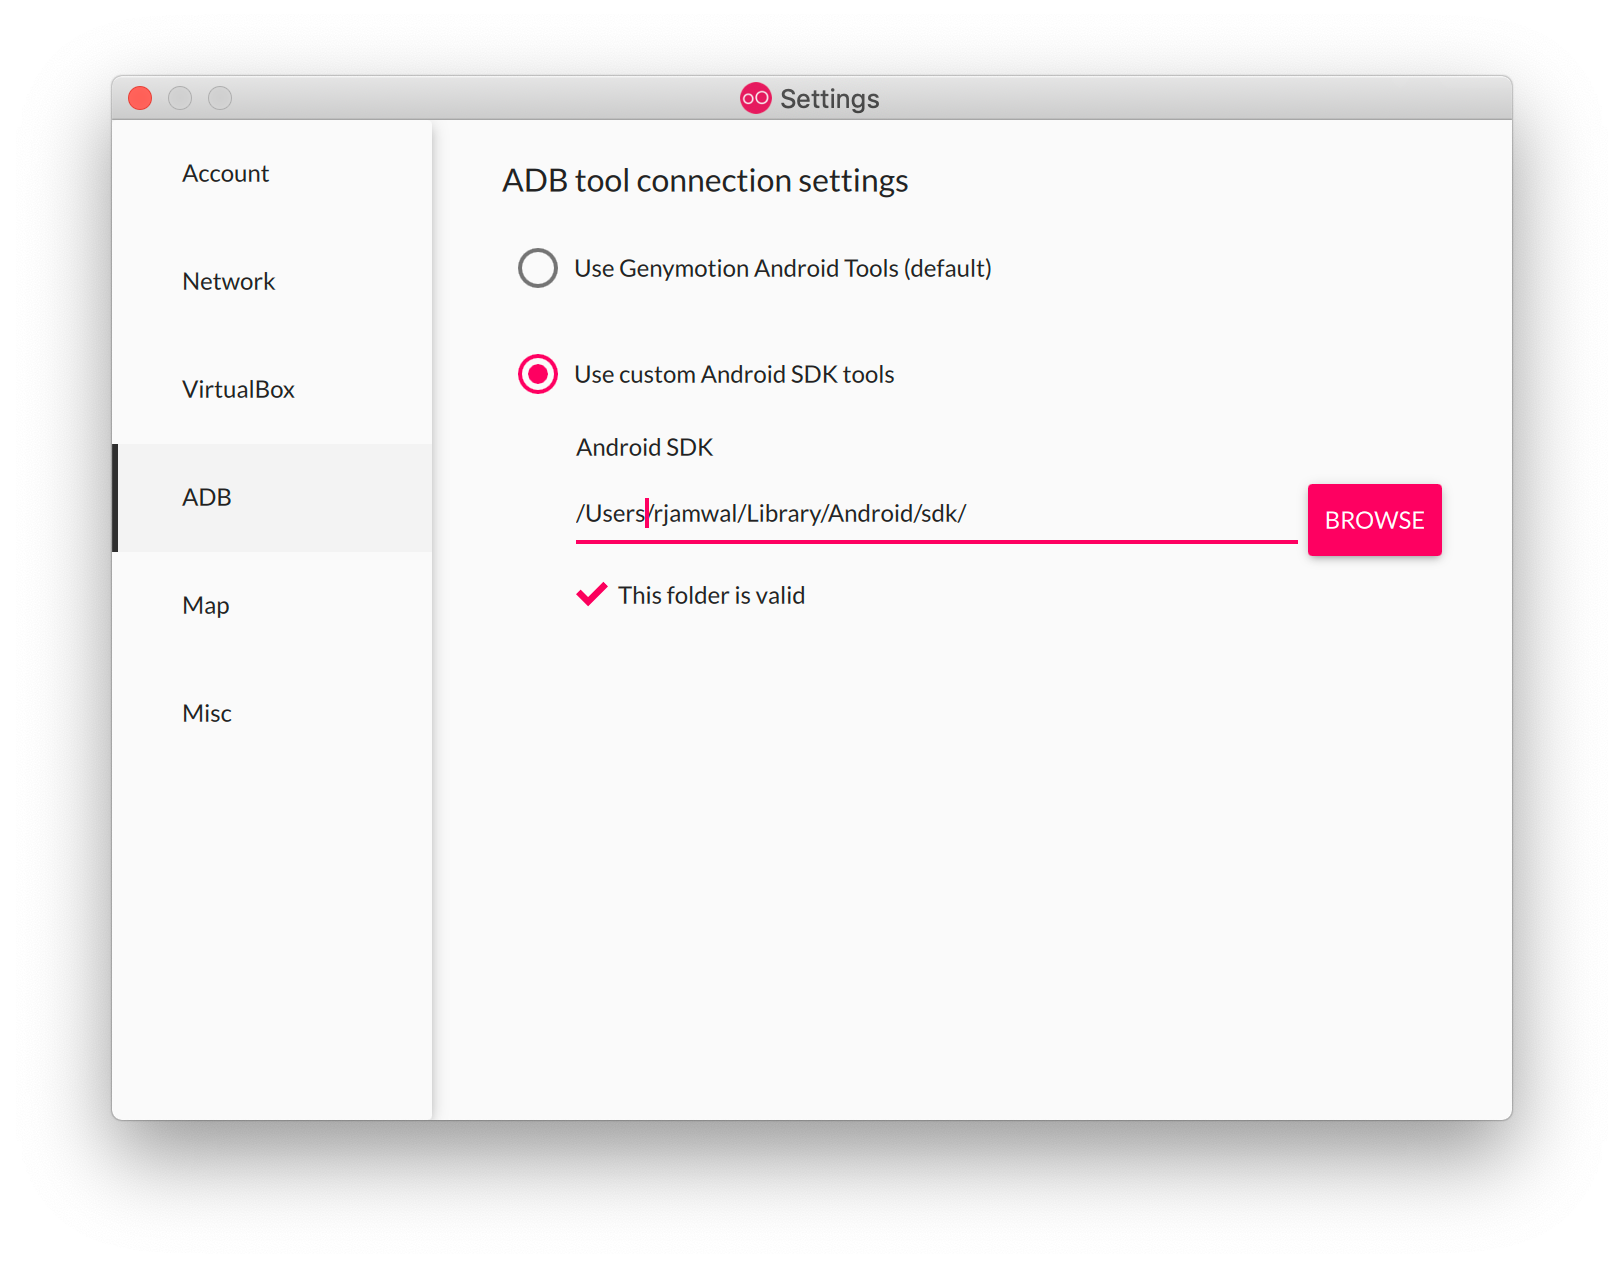 Settings
Account
Network
VirtualBox
ADB
Map
Misc
ADB tool connection settings
Use Genymotion Android Tools (default)
Use custom Android SDK tools
Android SDK
/Users/rjamwal/Library/Android/sdk/
BROWSE
This folder is valid